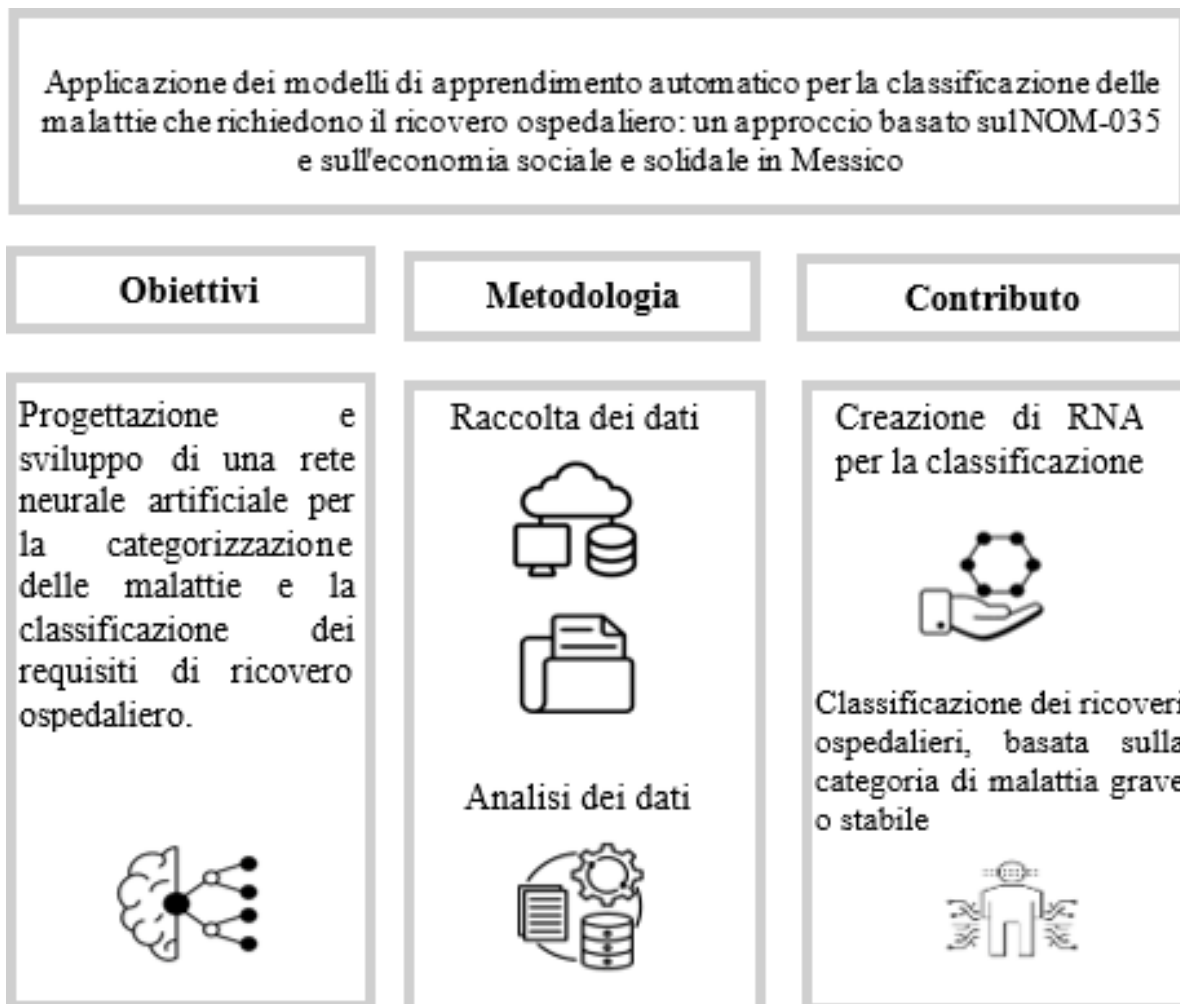 Applicazione dei modelli di apprendimento automatico per la classificazione delle
malattie che richiedono il ricovero ospedaliero: un approccio basato sul NOM-035
e sull'economia sociale e solidale in Messico
Obiettivi
Metodologia
Contributo
Progettazione e
sviluppo di una rete
neurale artificiale per
la categorizzazione
delle malattie e la
classificazione dei
requisiti di ricovero
ospedaliero.
Raccolta dei dati
Analisi dei dati
Creazione di RNA
per la classificazione
Classificazione dei ricoveri
ospedalieri, basata sulla
categoria di malattia grave
o stabile